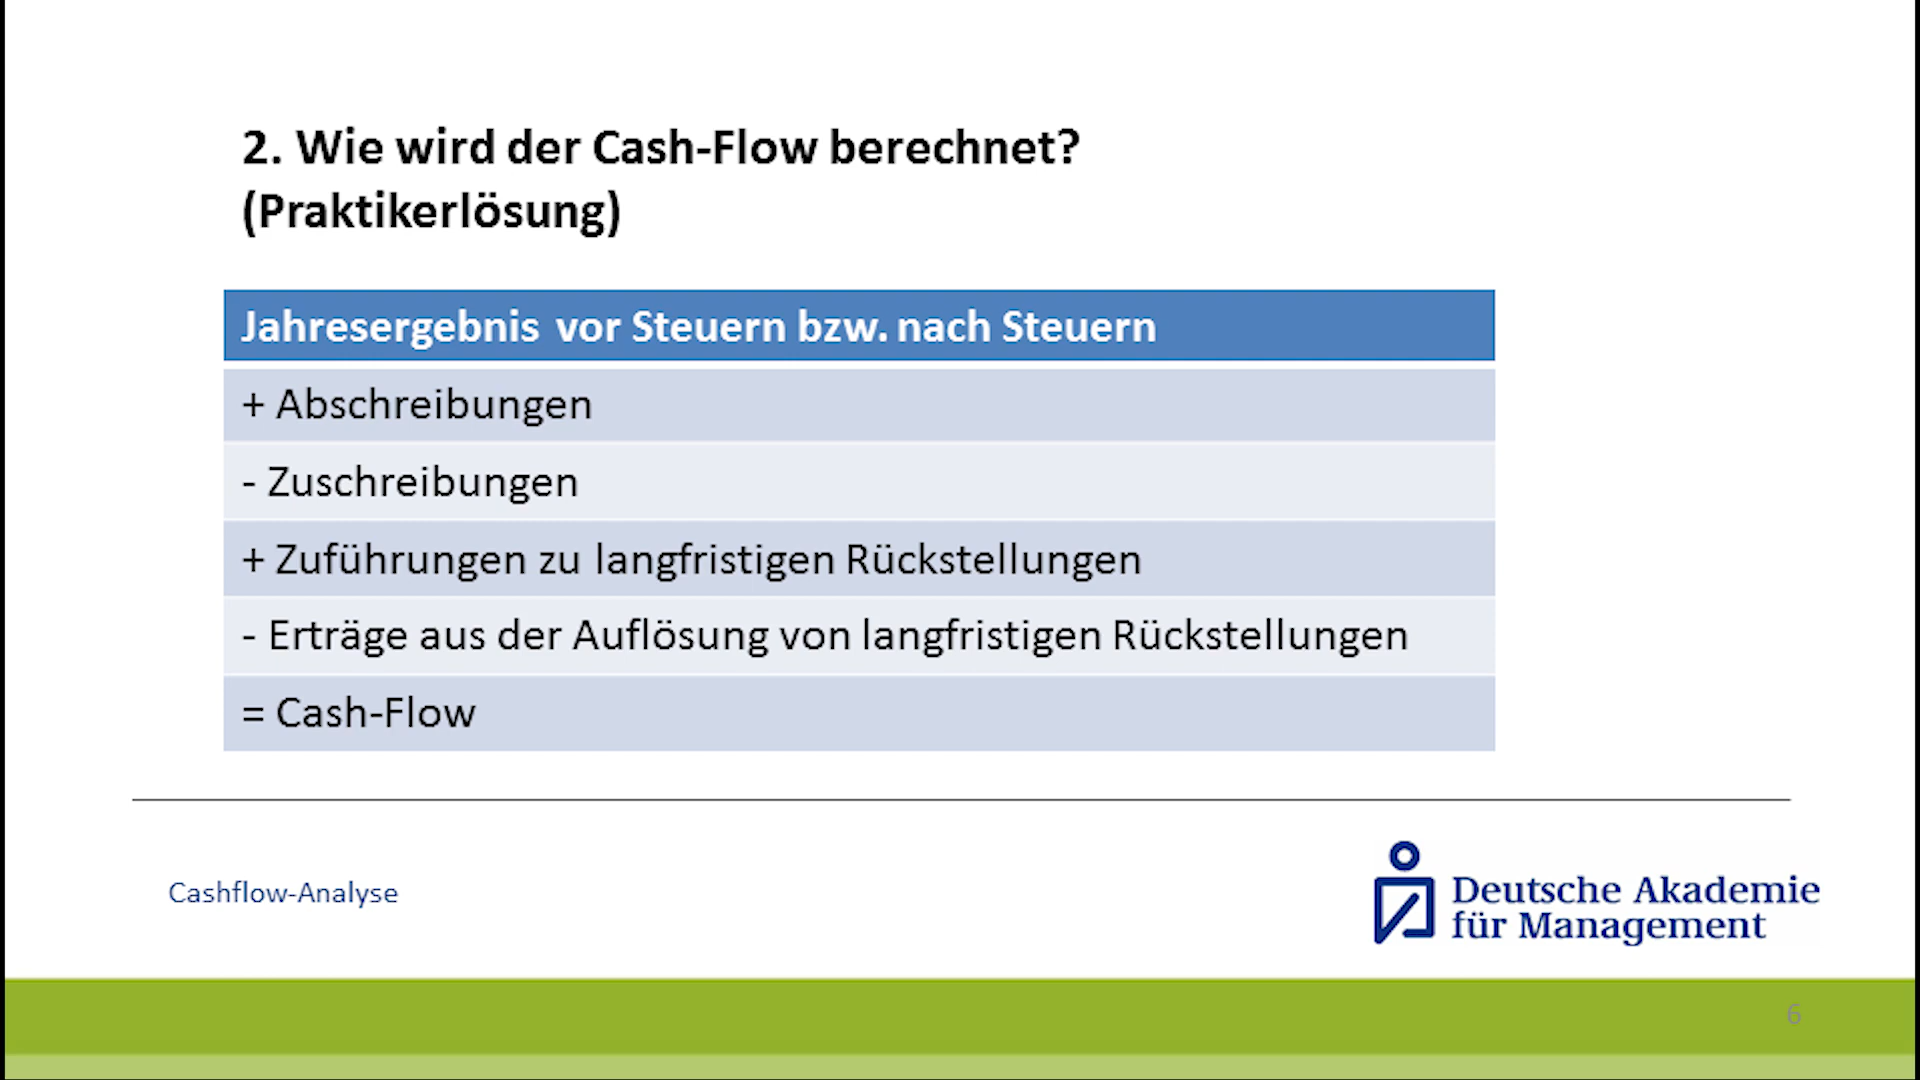 2. Wie wird der Cash-Flow berechnet?
(Praktikerlösung)
Jahresergebnis vor Steuern bzw. nach Steuern
+ Abschreibungen
- Zuschreibungen
+ Zuführungen zu langfristigen Rückstellungen
- Erträge aus der Auflösung von langfristigen Rückstellungen
= Cash-Flow
Cashflow-Analyse
Deutsche Akademie
für Management
6